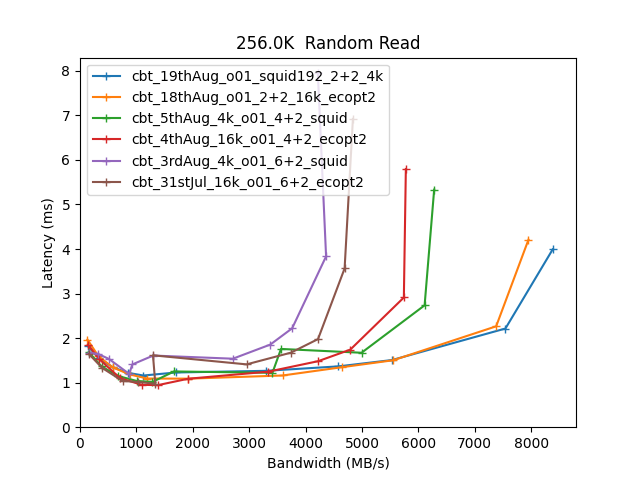 256.0K  Random Read
cbt_19thAug_o01_squid192_2+2_4k
cbt_18thAug_o01_2+2_16k_ecopt2
cbt_5thAug_4k_o01_4+2_squid
cbt_4thAug_16k_o01_4+2_ecopt2
cbt_3rdAug_4k_o01_6+2_squid
cbt_31stJul_16k_o01_6+2_ecopt2
Latency (ms)
8
7
6
5
4
3
2
1
0
0 1000 2000 3000 4000 5000 6000 7000 8000
Bandwidth (MB/s)